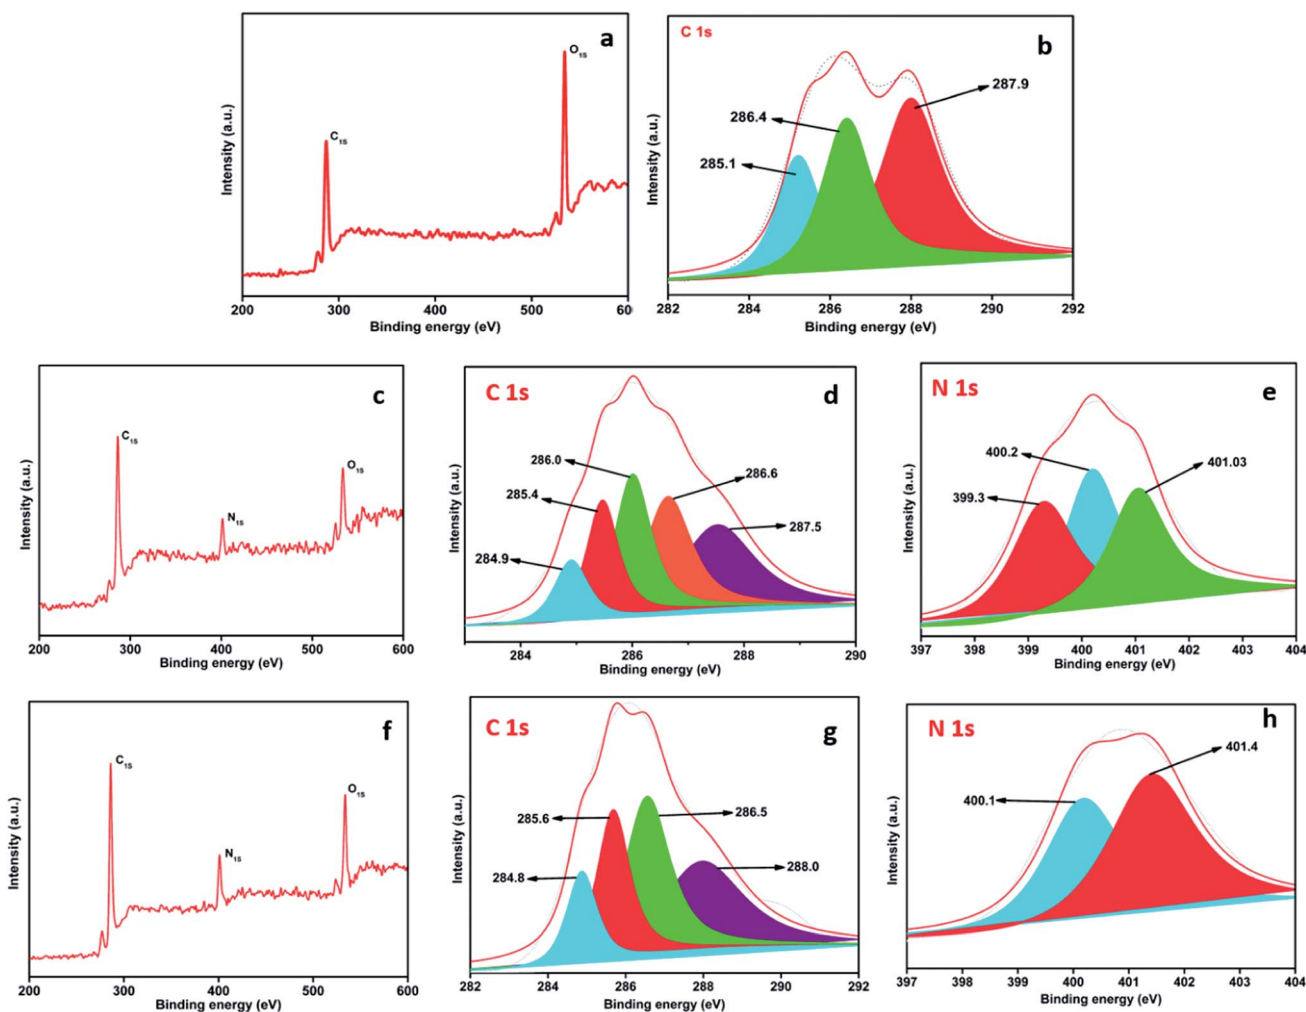 a
O1S
C1S
Intensity (a.u.)
200 300 400 500 60
Binding energy (eV)
C 1s
b
287.9
286.4
285.1
Intensity (a.u.)
282 284 286 288 290 292
Binding energy (eV)
c
C1S
O1S
N1S
Intensity (a.u.)
200 300 400 500 600
Binding energy (eV)
C 1s
d
286.0
286.6
285.4
287.5
284.9
Intensity (a.u.)
284 286 288 290
Binding energy (eV)
N 1s
e
400.2
401.03
399.3
Intensity (a.u.)
397 398 399 400 401 402 403 404
Binding energy (eV)
f
C1S
O1S
N1S
Intensity (a.u.)
200 300 400 500 600
Binding energy (eV)
C 1s
g
285.6
286.5
288.0
284.8
Intensity (a.u.)
282 284 286 288 290 292
Binding energy (eV)
N 1s
h
401.4
400.1
Intensity (a.u.)
397 398 399 400 401 402 403 404
Binding energy (eV)